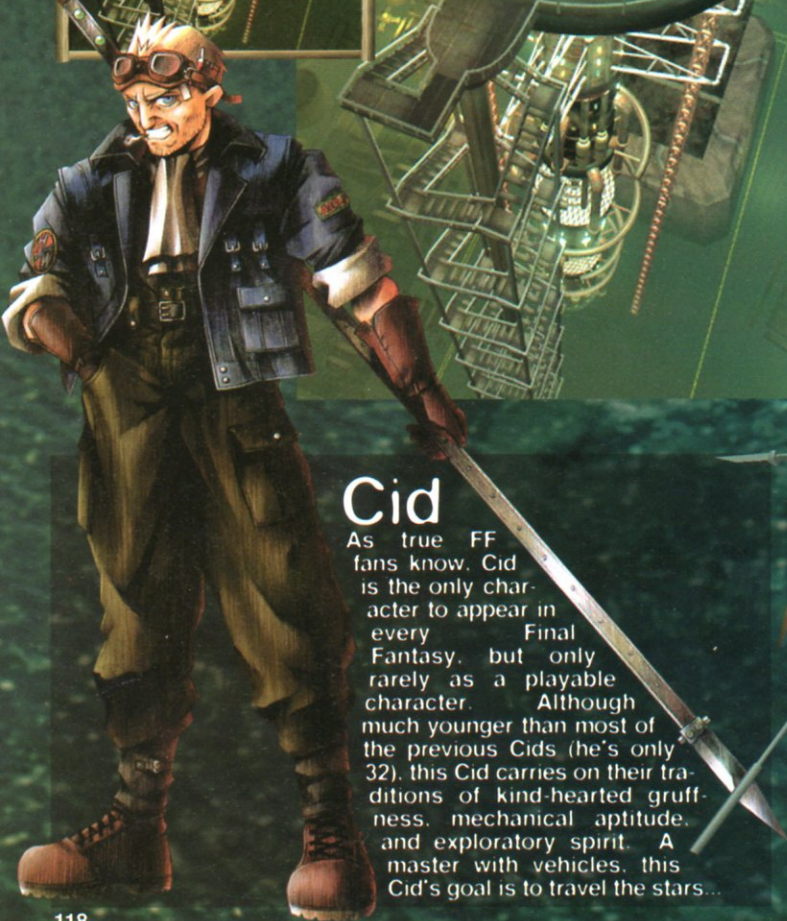 Cid
As true FF
fans know, Cid
is the only char-
acter to appear in
every Final
Fantasy, but only
rarely as a playable
character. Although
much younger than most of
the previous Cids (he's only
32), this Cid carries on their tra-
ditions of kind-hearted gruff-
ness, mechanical aptitude,
and exploratory spirit. A
master with vehicles, this
Cid's goal is to travel the stars...
118